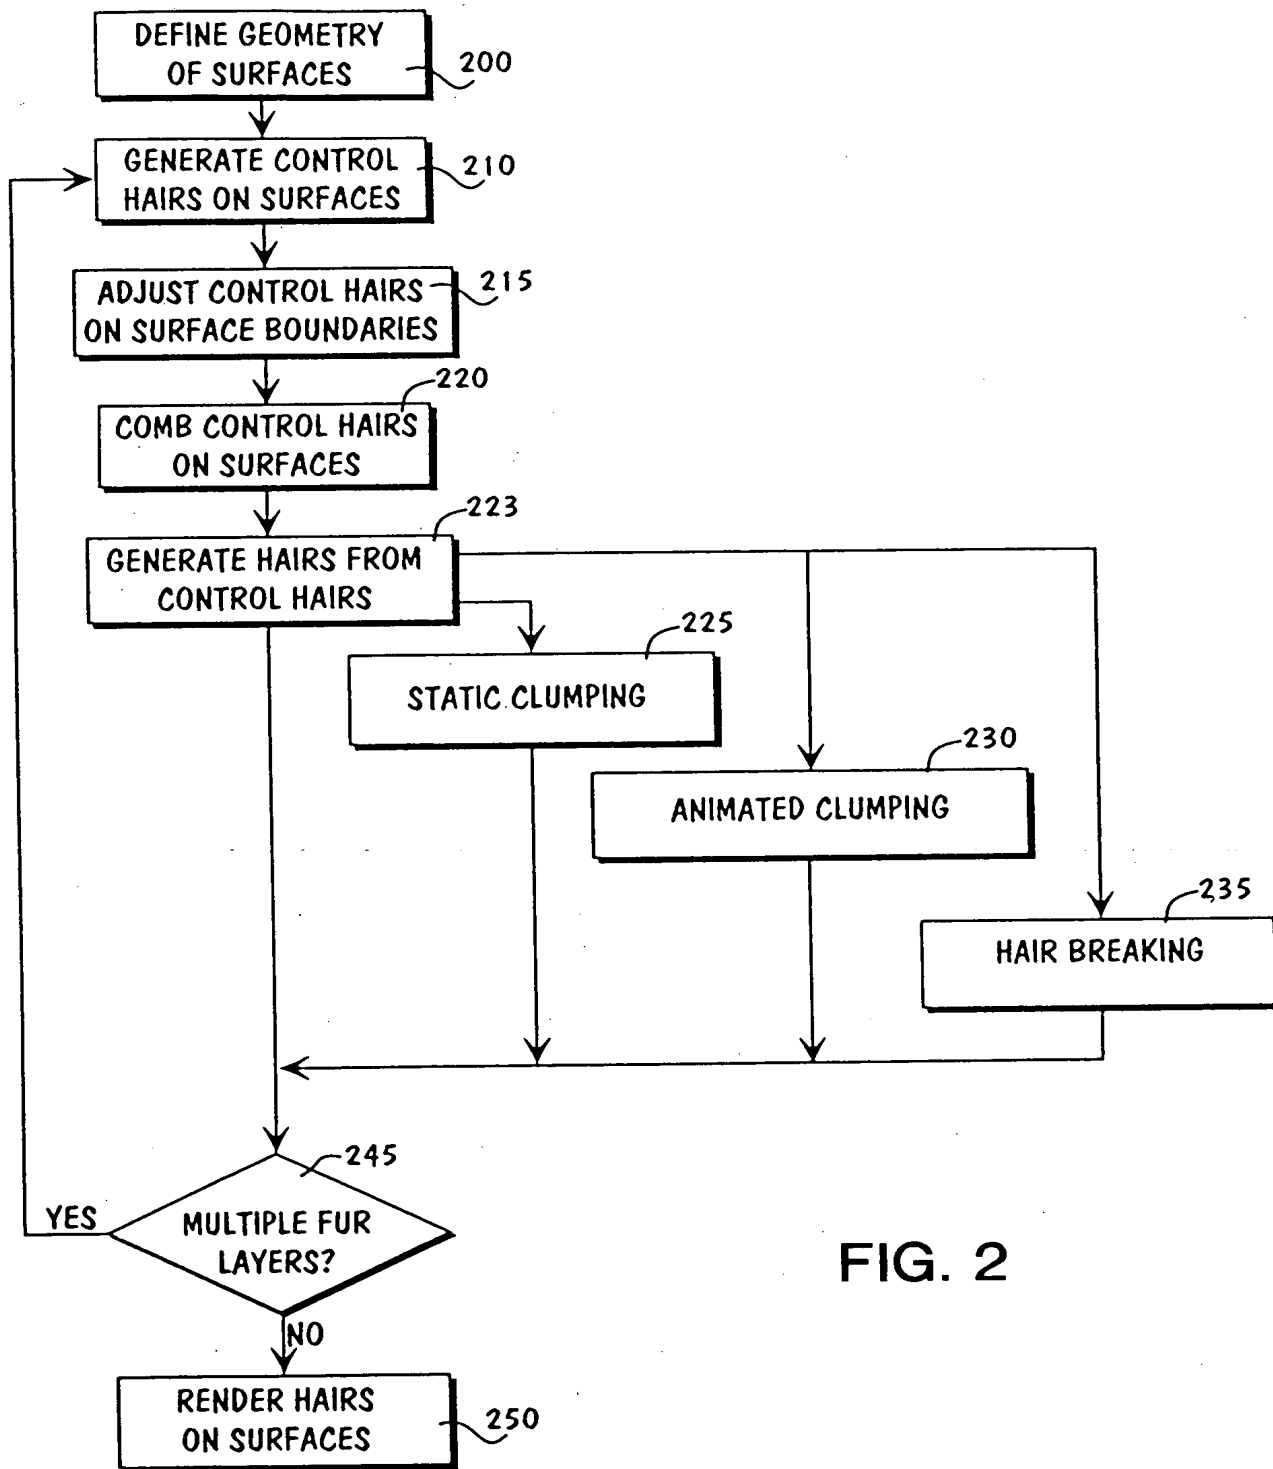 DEFINE GEOMETRY
OF SURFACES
200
GENERATE CONTROL
HAIRS ON SURFACES
210
ADJUST CONTROL HAIRS
ON SURFACE BOUNDARIES
215
COMB CONTROL HAIRS
ON SURFACES
220
GENERATE HAIRS FROM
CONTROL HAIRS
223
STATIC CLUMPING
225
ANIMATED CLUMPING
230
HAIR BREAKING
235
MULTIPLE FUR
LAYERS?
245
YES
NO
RENDER HAIRS
ON SURFACES
250
FIG. 2